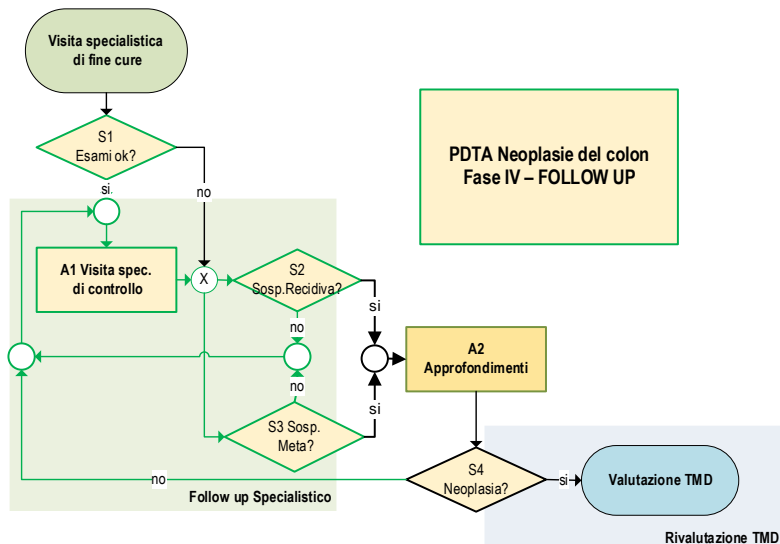 Visita specialistica
di fine cure
S1
Esami ok?
PDTA Neoplasie del colon
Fase IV – FOLLOW UP
si.
no
A1 Visita spec.
di controllo
X
S2
Sosp.Recidiva?
si
no
A2
Approfondimenti
no
si
S3 Sosp.
Meta?
S4
Neoplasia?
no
si
Valutazione TMD
Follow up Specialistico
Rivalutazione TMD